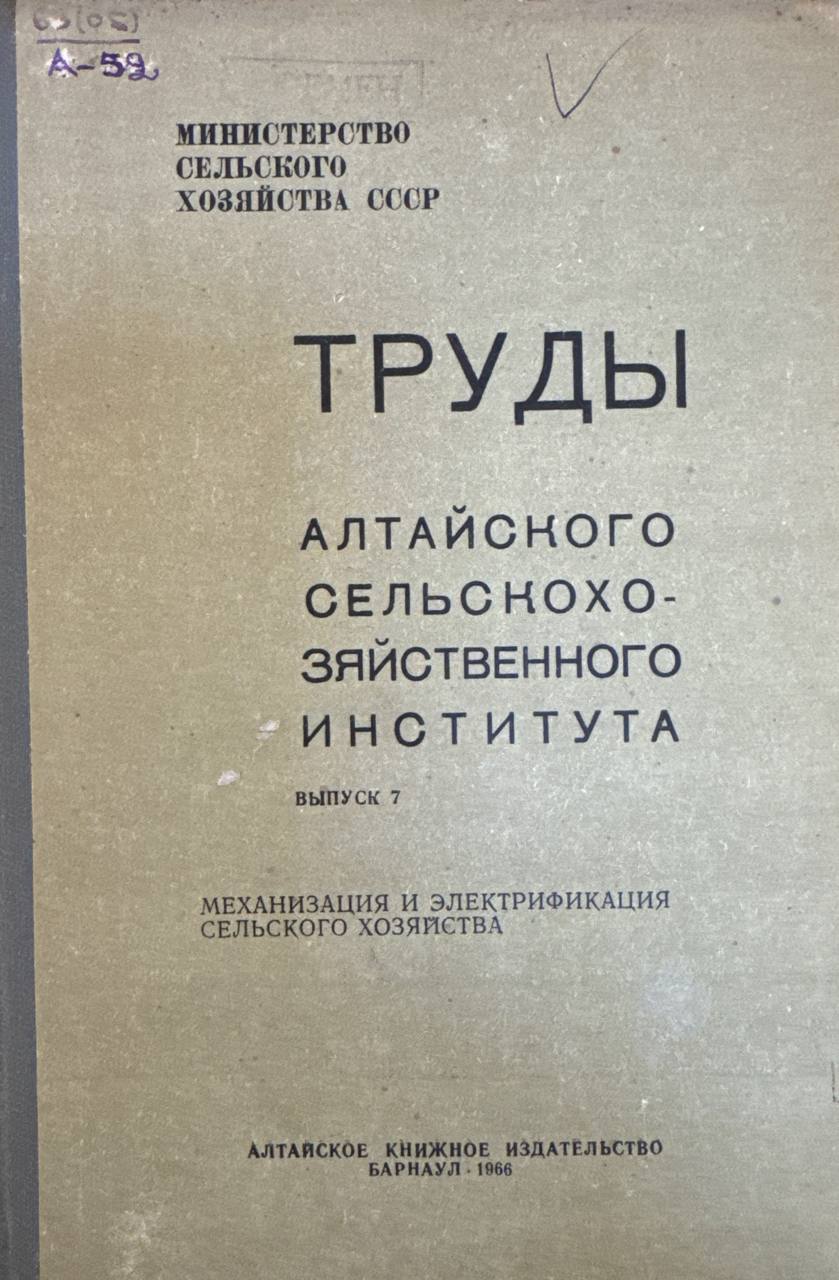 63(05)
А-52
МИНИСТЕРСТВО
СЕЛЬСКОГО
ХОЗЯЙСТВА СССР
ТРУДЫ
АЛТАЙСКОГО
СЕЛЬСКОХО-
ЗЯЙСТВЕННОГО
ИНСТИТУТА
ВЫПУСК 7
МЕХАНИЗАЦИЯ И ЭЛЕКТРИФИКАЦИЯ
СЕЛЬСКОГО ХОЗЯЙСТВА
АЛТАЙСКОЕ КНИЖНОЕ ИЗДАТЕЛЬСТВО
БАРНАУЛ · 1966